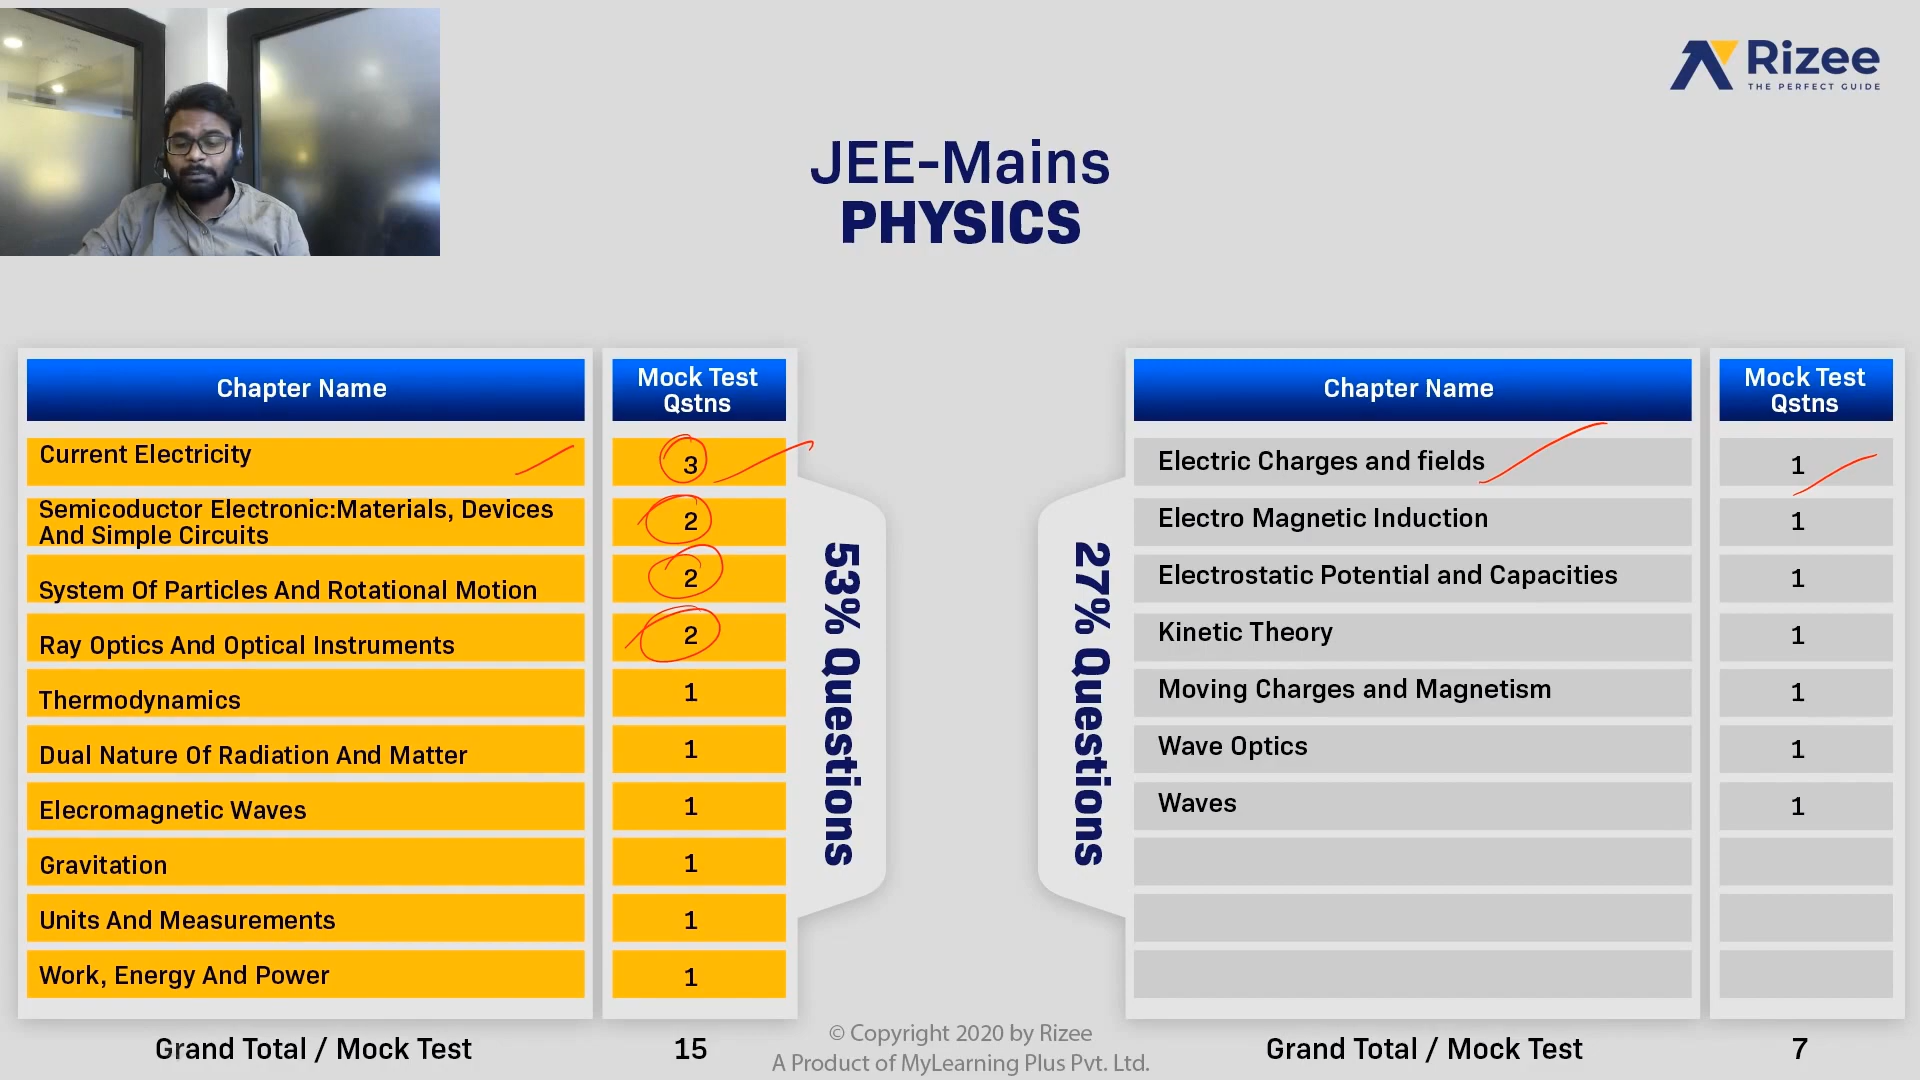 Rizee
THE PERFECT GUIDE
JEE-Mains
PHYSICS
Chapter Name
Mock Test
Qstns
Current Electricity
3
Semicoductor Electronic:Materials, Devices
And Simple Circuits
2
System Of Particles And Rotational Motion
2
Ray Optics And Optical Instruments
2
Thermodynamics
1
Dual Nature Of Radiation And Matter
1
Elecromagnetic Waves
1
Gravitation
1
Units And Measurements
1
Work, Energy And Power
1
Grand Total / Mock Test
15
53% Questions
27% Questions
Chapter Name
Mock Test
Qstns
Electric Charges and fields
1
Electro Magnetic Induction
1
Electrostatic Potential and Capacities
1
Kinetic Theory
1
Moving Charges and Magnetism
1
Wave Optics
1
Waves
1
Grand Total / Mock Test
7
© Copyright 2020 by Rizee
A Product of MyLearning Plus Pvt. Ltd.